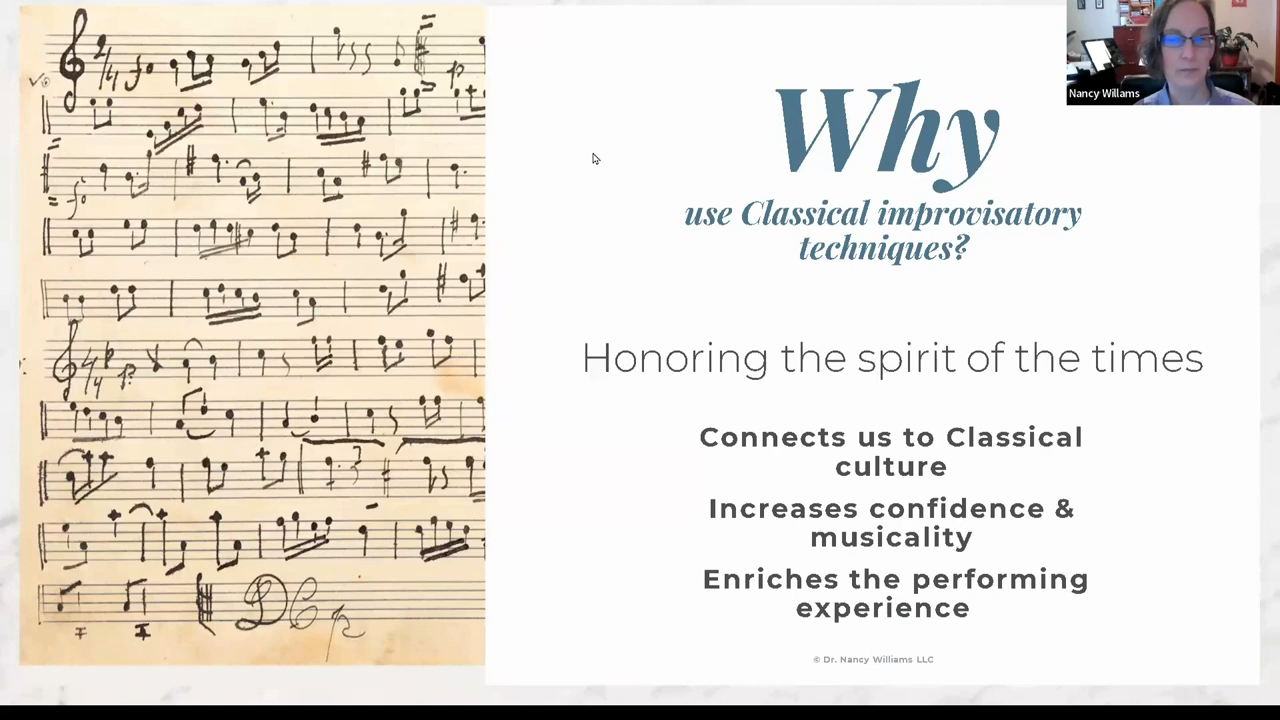 Nancy Willams
Why
use Classical improvisatory
techniques?
Honoring the spirit of the times
Connects us to Classical
culture
Increases confidence &
musicality
Enriches the performing
experience
© Dr. Nancy Williams LLC